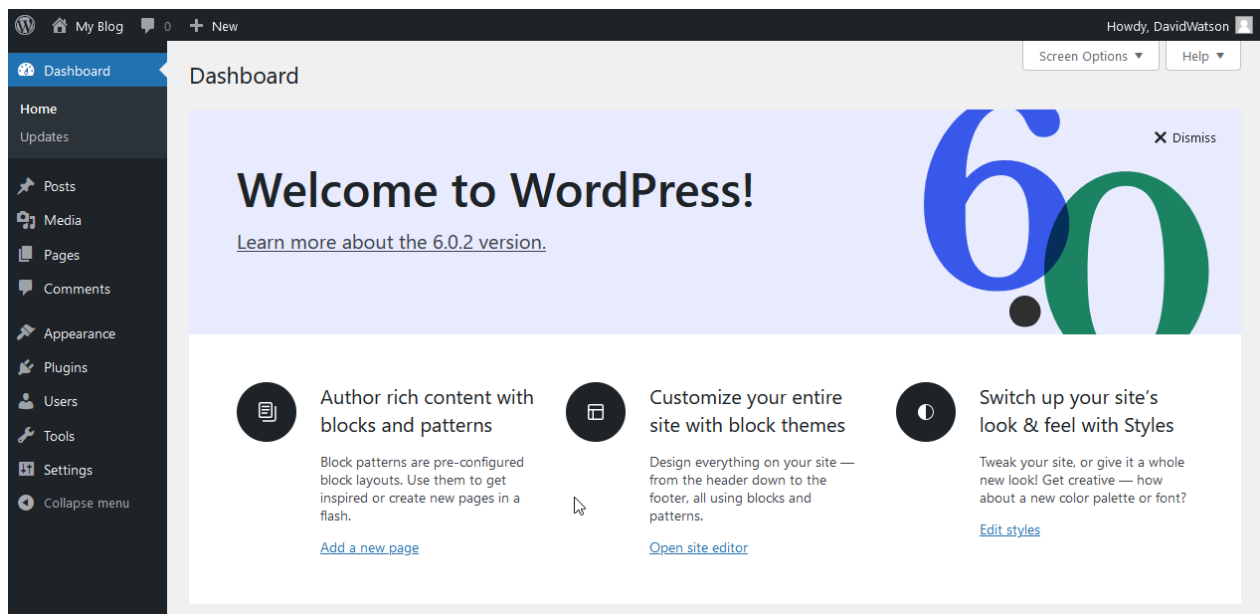 My Blog 0 New Howdy, DavidWatson
Screen Options Help
Dashboard
Home
Updates
Posts
Media
Pages
Comments
Appearance
Plugins
Users
Tools
Settings
Collapse menu
Dashboard
6.0
Dismiss
Welcome to WordPress!
Learn more about the 6.0.2 version.
Author rich content with
blocks and patterns
Block patterns are pre-configured
block layouts. Use them to get
inspired or create new pages in a
flash.
Add a new page
Customize your entire
site with block themes
Design everything on your site —
from the header down to the
footer, all using blocks and
patterns.
Open site editor
Switch up your site’s
look & feel with Styles
Tweak your site, or give it a whole
new look! Get creative — how
about a new color palette or font?
Edit styles